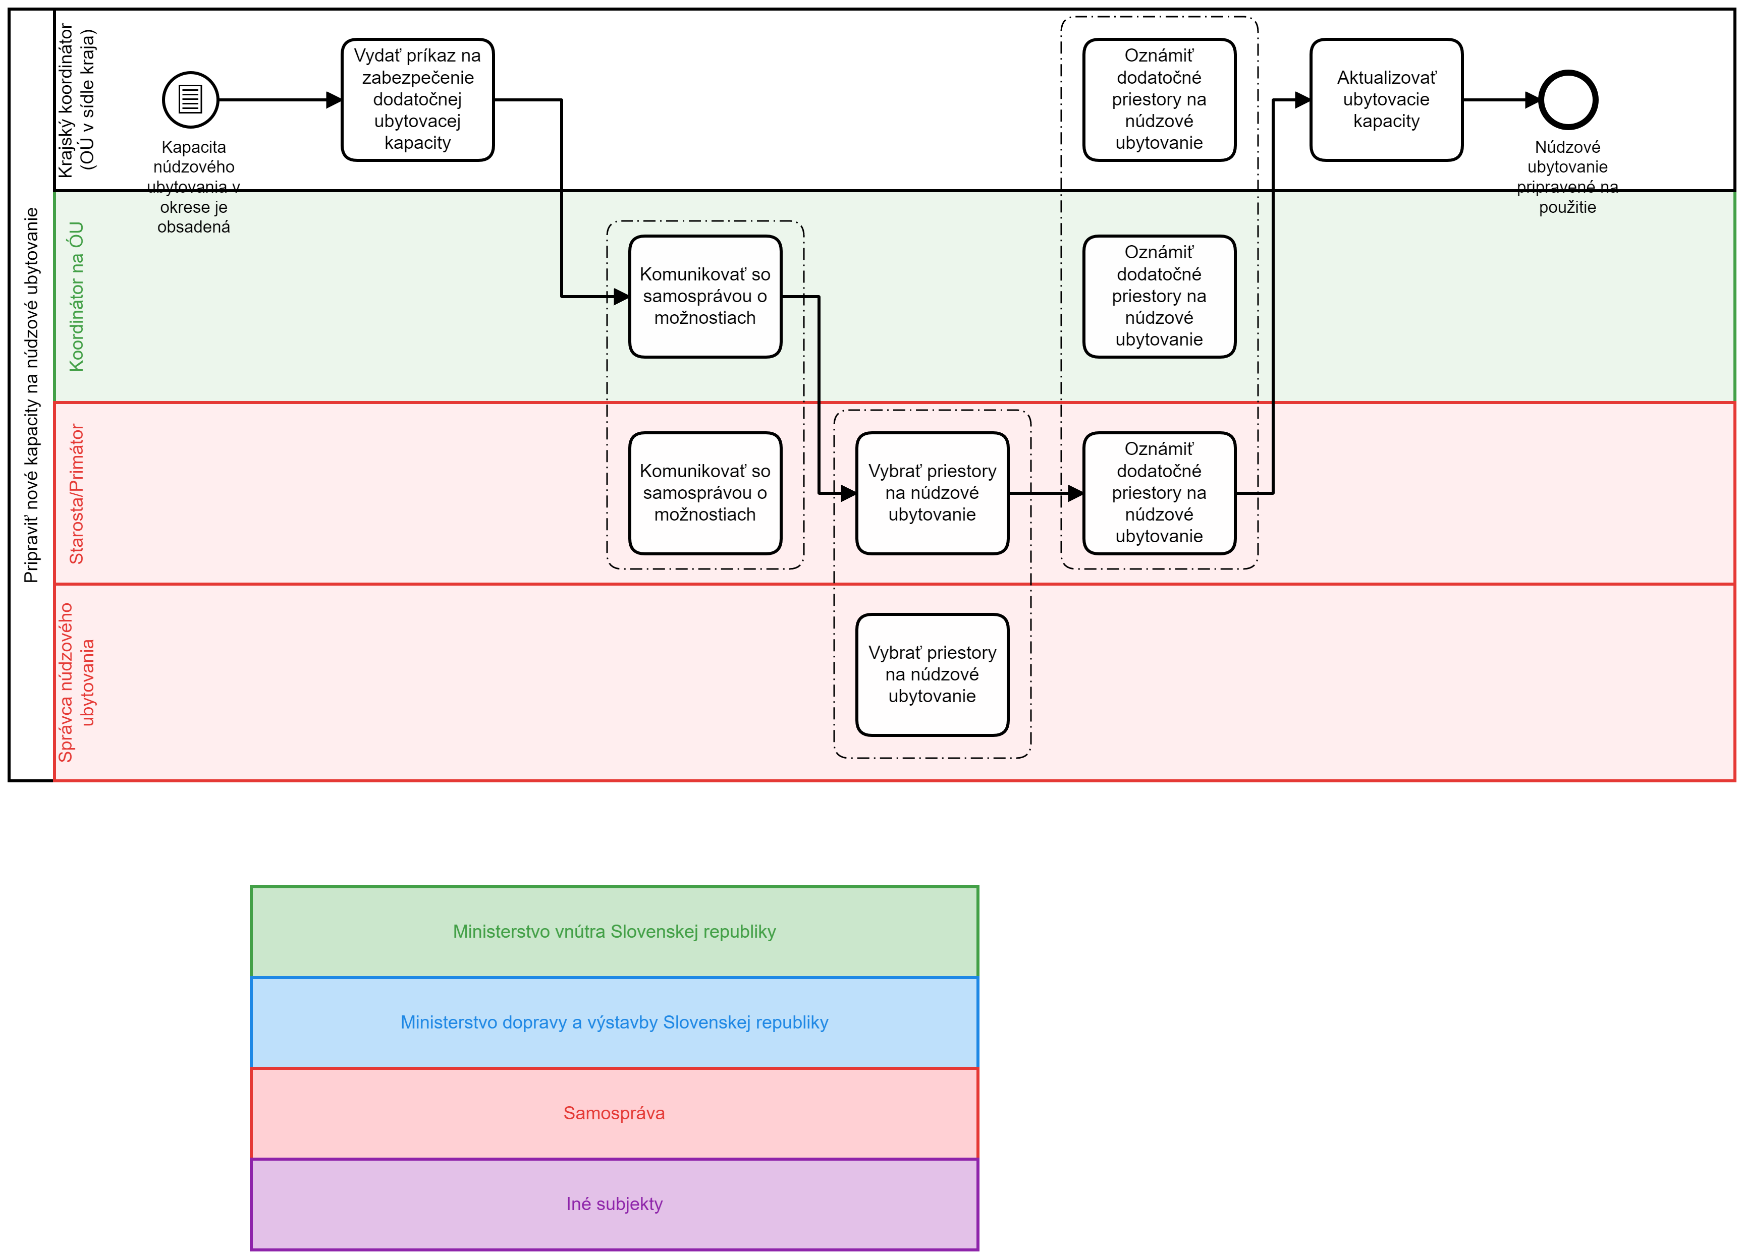 Pripraviť nové kapacity na núdzové ubytovanie
Krajský koordinátor
(OÚ v sídle kraja)
Kapacita
núdzového
ubytovania v
okrese je
obsadená
Vydať príkaz na
zabezpečenie
dodatočnej
ubytovacej
kapacity
Oznámiť
dodatočné
priestory na
núdzové
ubytovanie
Aktualizovať
ubytovacie
kapacity
Núdzové
ubytovanie
pripravené na
použitie
Koordinátor na OÚ
Komunikovať so
samosprávou o
možnostiach
Oznámiť
dodatočné
priestory na
núdzové
ubytovanie
Starosta/Primátor
Komunikovať so
samosprávou o
možnostiach
Vybrať priestory
na núdzové
ubytovanie
Oznámiť
dodatočné
priestory na
núdzové
ubytovanie
Správca núdzového
ubytovania
Vybrať priestory
na núdzové
ubytovanie
Ministerstvo vnútra Slovenskej republiky
Ministerstvo dopravy a výstavby Slovenskej republiky
Samospráva
Iné subjekty